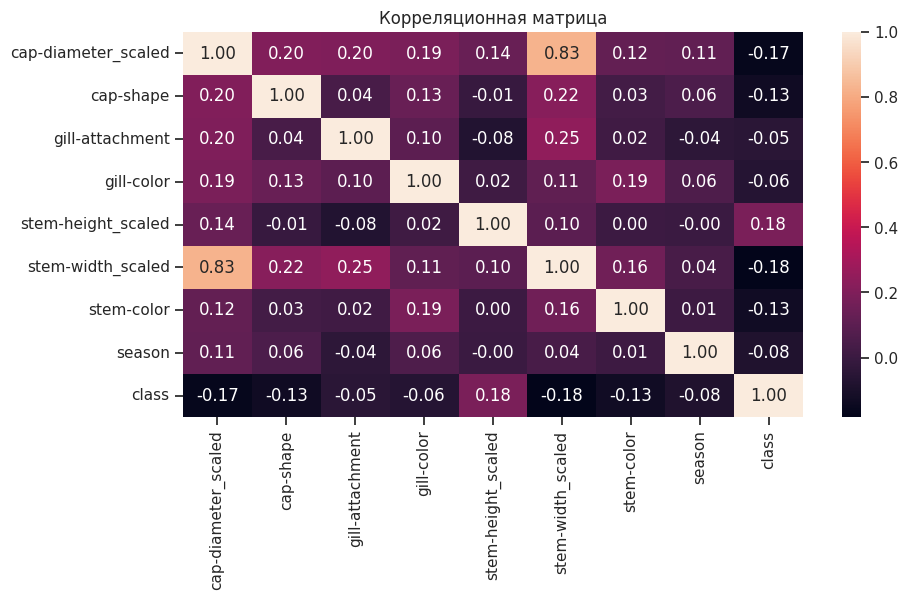 Корреляционная матрица
cap-diameter_scaled 1.00 0.20 0.20 0.19 0.14 0.83 0.12 0.11 -0.17
cap-shape 0.20 1.00 0.04 0.13 -0.01 0.22 0.03 0.06 -0.13
gill-attachment 0.20 0.04 1.00 0.10 -0.08 0.25 0.02 -0.04 -0.05
gill-color 0.19 0.13 0.10 1.00 0.02 0.11 0.19 0.06 -0.06
stem-height_scaled 0.14 -0.01 -0.08 0.02 1.00 0.10 0.00 -0.00 0.18
stem-width_scaled 0.83 0.22 0.25 0.11 0.10 1.00 0.16 0.04 -0.18
stem-color 0.12 0.03 0.02 0.19 0.00 0.16 1.00 0.01 -0.13
season 0.11 0.06 -0.04 0.06 -0.00 0.04 0.01 1.00 -0.08
class -0.17 -0.13 -0.05 -0.06 0.18 -0.18 -0.13 -0.08 1.00
cap-diameter_scaled
cap-shape
gill-attachment
gill-color
stem-height_scaled
stem-width_scaled
stem-color
season
class
1.0
0.8
0.6
0.4
0.2
0.0